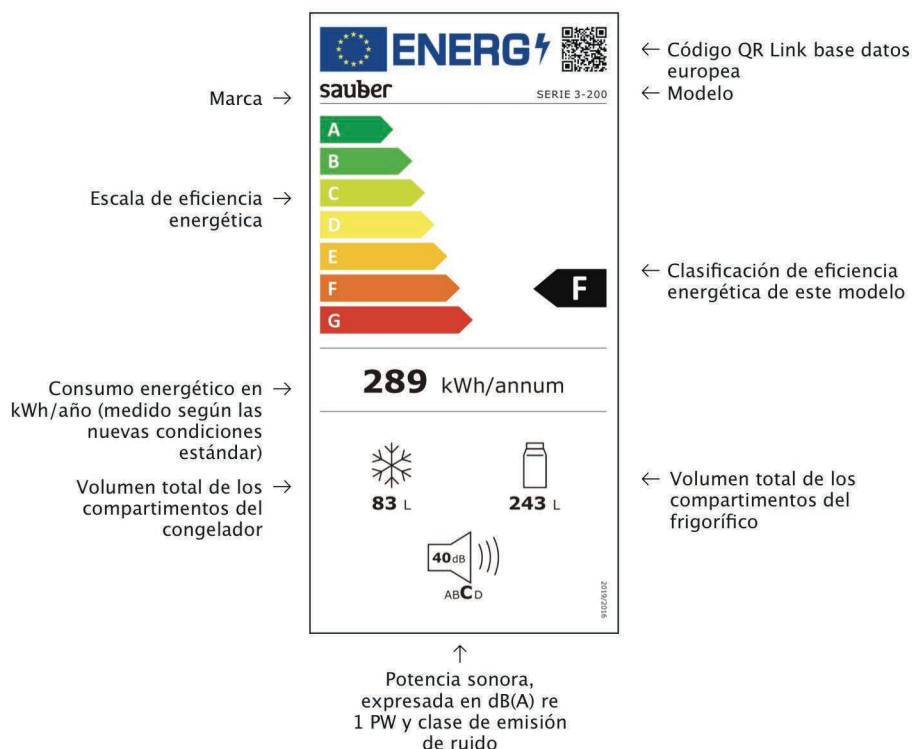 ENERG
← Código QR Link base datos
europea
Marca →
sauber
SERIE 3-200
← Modelo
A
B
C
D
E
F
G
Escala de eficiencia →
energética
F
← Clasificación de eficiencia
energética de este modelo
Consumo energético en →
kWh/año (medido según las
nuevas condiciones
estándar)
289 kWh/annum
Volumen total de los →
compartimentos del
congelador
83 L
243 L
← Volumen total de los
compartimentos del
frigorífico
40dB
ABCD
2019/2016
↑
Potencia sonora,
expresada en dB(A) re
1 PW y clase de emisión
de ruido